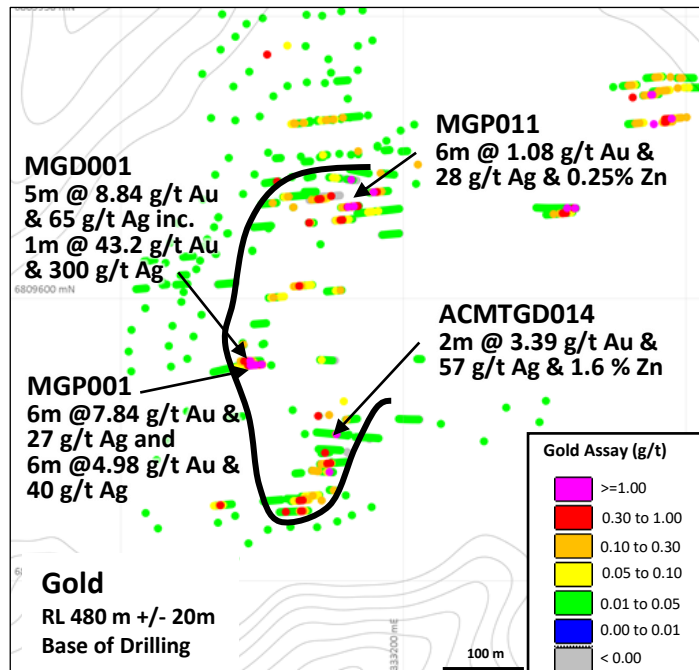 6809990 mN
MGP011
6m @ 1.08 g/t Au &
28 g/t Ag & 0.25% Zn
MGD001
5m @ 8.84 g/t Au
& 65 g/t Ag inc.
1m @ 43.2 g/t Au
& 300 g/t Ag
6809600 mN
ACMTGD014
2m @ 3.39 g/t Au &
57 g/t Ag & 1.6 % Zn
MGP001
6m @7.84 g/t Au &
27 g/t Ag and
6m @4.98 g/t Au &
40 g/t Ag
Gold Assay (g/t)
>=1.00
0.30 to 1.00
0.10 to 0.30
0.05 to 0.10
0.01 to 0.05
0.00 to 0.01
< 0.00
Gold
RL 480 m +/- 20m
Base of Drilling
333200 mE
100 m